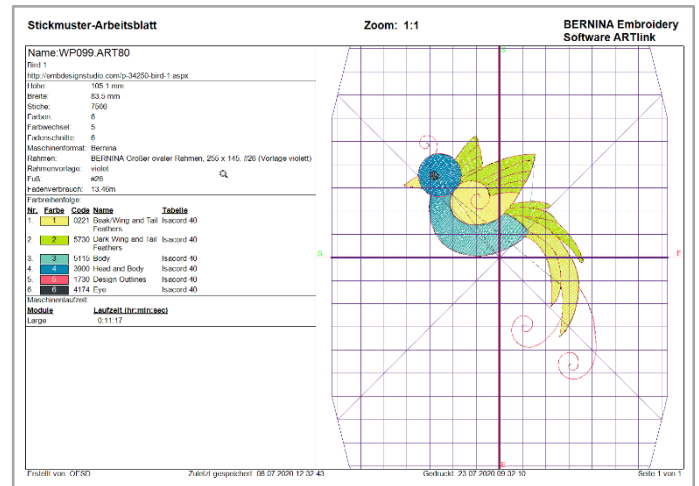 Stickmuster-Arbeitsblatt
Zoom: 1:1
BERNINA Embroidery
Software ARTlink
Name:WP099.ART80
Bird 1
http://embdesignstudio.com/p-34250-bird-1.aspx
Höhe: 105.1 mm
Breite: 83.5 mm
Stiche: 7566
Farben: 6
Farbwechsel: 5
Fadenschnitte: 6
Maschinenformat: Bernina
Rahmen: BERNINA Großer ovaler Rahmen, 255 x 145, #26 (Vorlage violett)
Rahmenvorlage: violet
Fuß: #26
Fadenverbrauch: 13.46m
Farbreihenfolge:
Nr. Farbe Code Name Tabelle
1. 1 0221 Beak/Wing and Tail Isacord 40
Feathers
2. 2 5730 Dark Wing and Tail Isacord 40
Feathers
3. 3 5115 Body Isacord 40
4. 4 3900 Head and Body Isacord 40
5. 5 1730 Design Outlines Isacord 40
6. 6 4174 Eye Isacord 40
Maschinenlaufzeit
Module Laufzeit (hr:min:sec)
Large 0:11:17
S
S
E
E
Erstellt von: OESD
Zuletzt gespeichert: 08.07.2020 12:32:43
Gedruckt: 23.07.2020 09:32:10
Seite 1 von 1